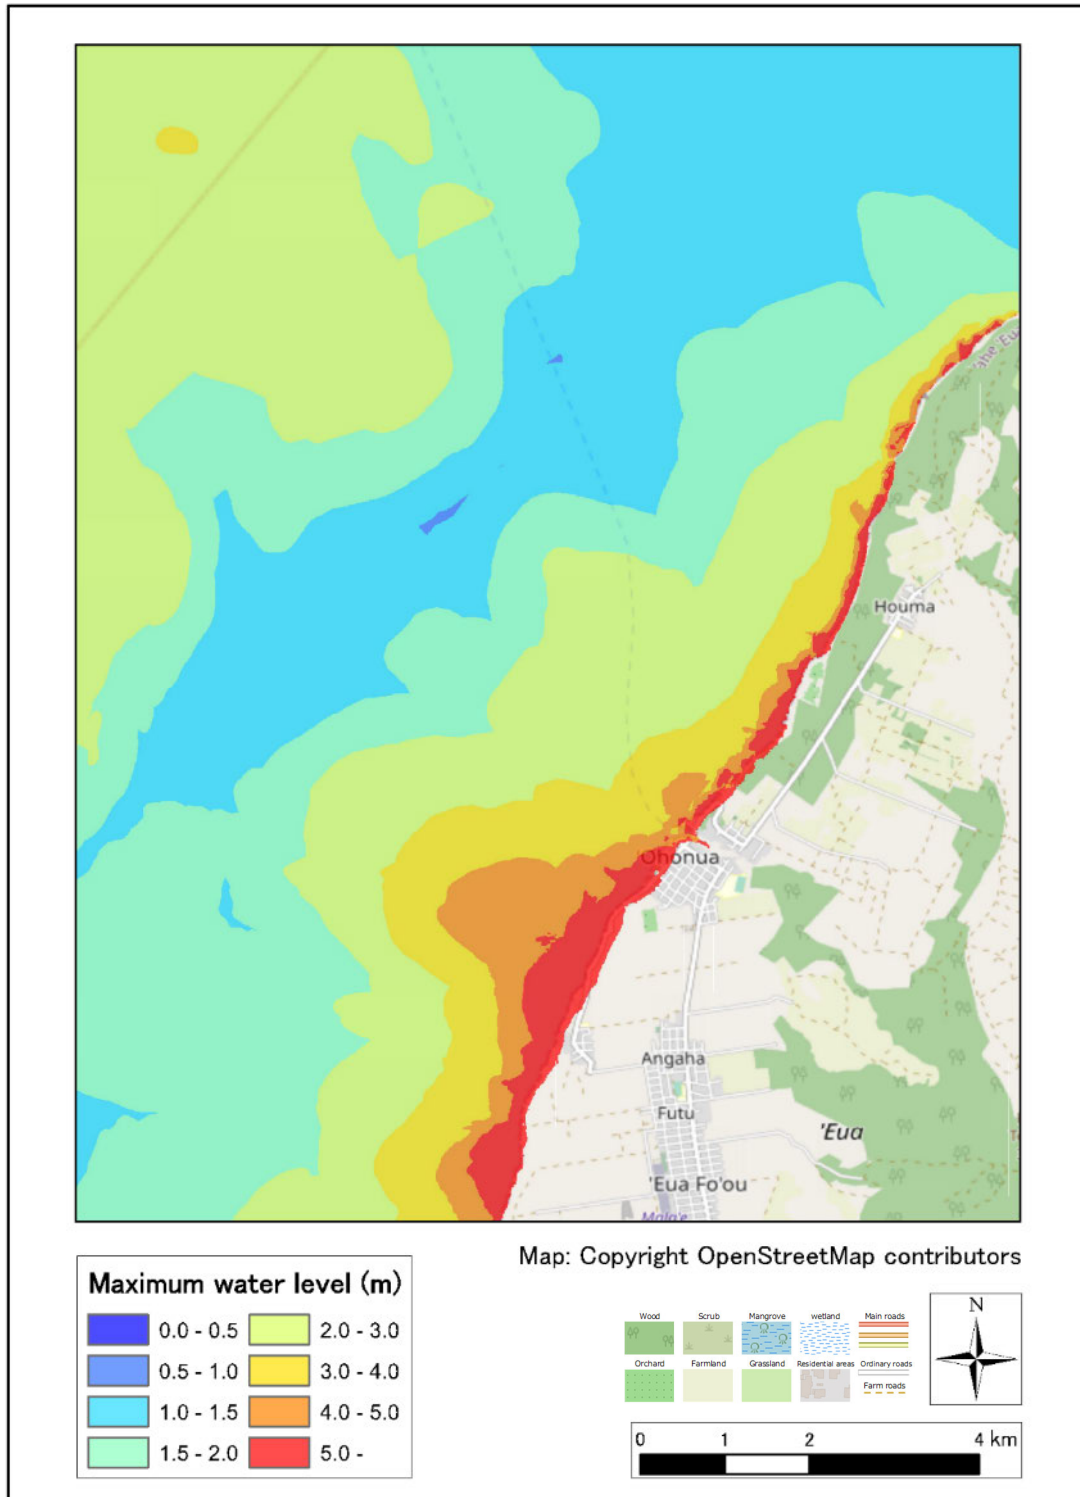 'ahe 'Eu
Houma
'Ohonua
Angaha
Futu
'Eua
'Eua Fo'ou
Mala'e
Map: Copyright OpenStreetMap contributors
Maximum water level (m)
0.0 - 0.5
2.0 - 3.0
0.5 - 1.0
3.0 - 4.0
1.0 - 1.5
4.0 - 5.0
1.5 - 2.0
5.0 -
Wood Scrub Mangrove wetland Main roads
Orchard Farmland Grassland Residential areas Ordinary roads
Farm roads
N
0 1 2 4 km